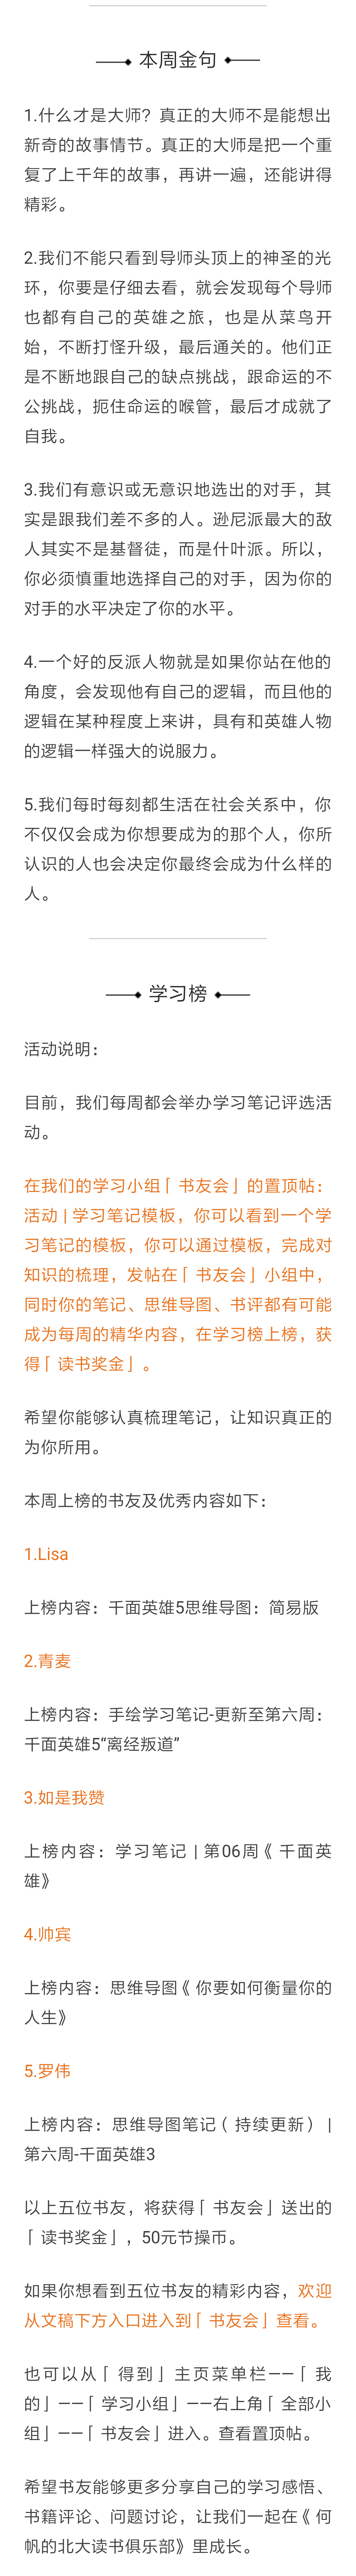 本周金句
1.什么才是大师？真正的大师不是能想出
新奇的故事情节。真正的大师是把一个重
复了上千年的故事，再讲一遍，还能讲得
精彩。
2.我们不能只看到导师头顶上的神圣的光
环，你要是仔细去看，就会发现每个导师
也都有自己的英雄之旅，也是从菜鸟开
始，不断打怪升级，最后通关的。他们正
是不断地跟自己的缺点挑战，跟命运的不
公挑战，扼住命运的喉管，最后才成就了
自我。
3.我们有意识或无意识地选出的对手，其
实是跟我们差不多的人。逊尼派最大的敌
人其实不是基督徒，而是什叶派。所以，
你必须慎重地选择自己的对手，因为你的
对手的水平决定了你的水平。
4.一个好的反派人物就是如果你站在他的
角度，会发现他有自己的逻辑，而且他的
逻辑在某种程度上来讲，具有和英雄人物
的逻辑一样强大的说服力。
5.我们每时每刻都生活在社会关系中，你
不仅仅会成为你想要成为的那个人，你所
认识的人也会决定你最终会成为什么样的
人。
学习榜
活动说明：
目前，我们每周都会举办学习笔记评选活
动。
在我们的学习小组「书友会」的置顶帖：
活动 | 学习笔记模板，你可以看到一个学
习笔记的模板，你可以通过模板，完成对
知识的梳理，发帖在「书友会」小组中，
同时你的笔记、思维导图、书评都有可能
成为每周的精华内容，在学习榜上榜，获
得「读书奖金」。
希望你能够认真梳理笔记，让知识真正的
为你所用。
本周上榜的书友及优秀内容如下：
1.Lisa
上榜内容：千面英雄5思维导图：简易版
2.青麦
上榜内容：手绘学习笔记-更新至第六周：
千面英雄5“离经叛道”
3.如是我赞
上榜内容：学习笔记 | 第06周《千面英
雄》
4.帅宾
上榜内容：思维导图《你要如何衡量你的
人生》
5.罗伟
上榜内容：思维导图笔记（持续更新） |
第六周-千面英雄3
以上五位书友，将获得「书友会」送出的
「读书奖金」，50元节操币。
如果你想看到五位书友的精彩内容，欢迎
从文稿下方入口进入到「书友会」查看。
也可以从「得到」主页菜单栏——「我
的」——「学习小组」——右上角「全部小
组」——「书友会」进入。查看置顶帖。
希望书友能够更多分享自己的学习感悟、
书籍评论、问题讨论，让我们一起在《何
帆的北大读书俱乐部》里成长。